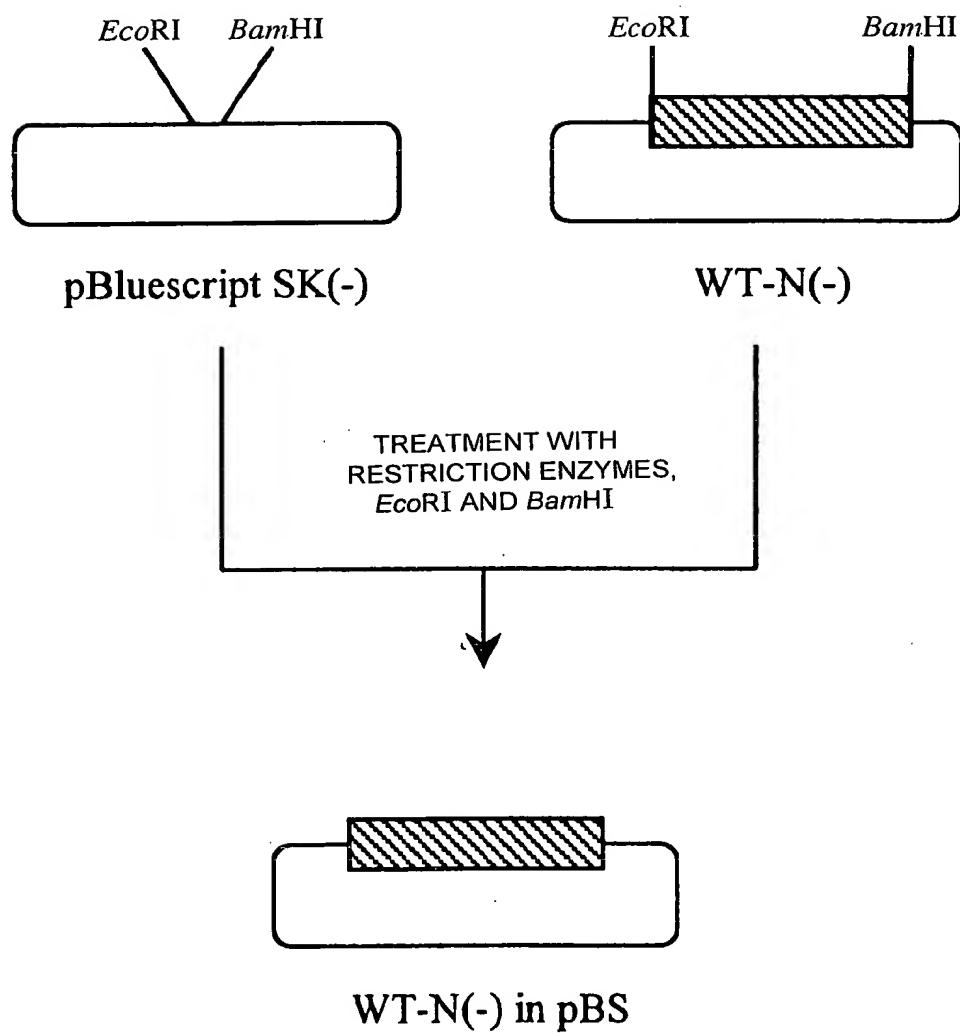 EcoRI BamHI
EcoRI BamHI
pBluescript SK(-)
WT-N(-)
TREATMENT WITH
RESTRICTION ENZYMES,
EcoRI AND BamHI
WT-N(-) in pBS